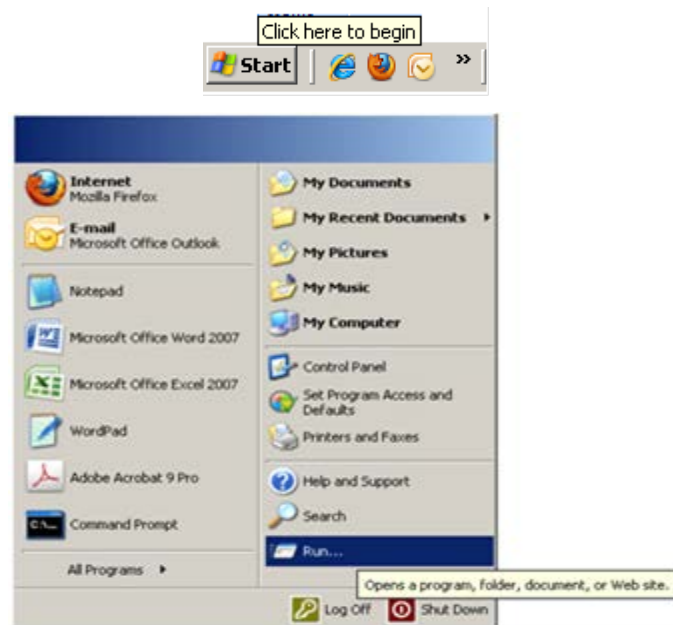 Click here to begin
Start
»
Internet
Mozilla Firefox
E-mail
Microsoft Office Outlook
Notepad
Microsoft Office Word 2007
Microsoft Office Excel 2007
WordPad
Adobe Acrobat 9 Pro
Command Prompt
All Programs
My Documents
My Recent Documents
My Pictures
My Music
My Computer
Control Panel
Set Program Access and
Defaults
Printers and Faxes
Help and Support
Search
Run...
Opens a program, folder, document, or Web site.
Log Off
Shut Down